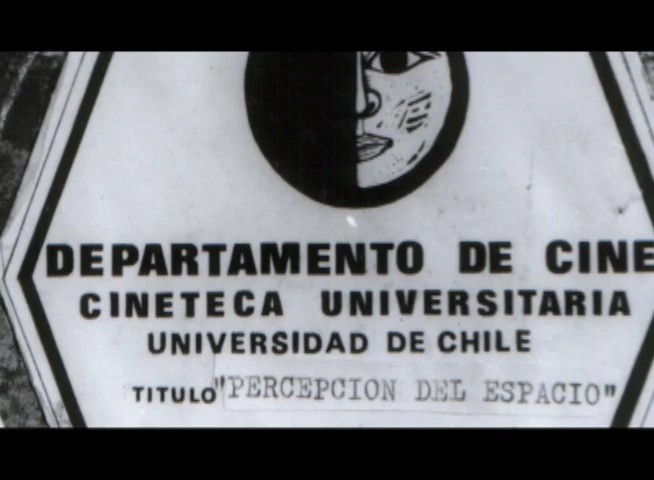 DEPARTAMENTO DE CINE
CINETECA UNIVERSITARIA
UNIVERSIDAD DE CHILE
TITULO "PERCEPCION DEL ESPACIO"